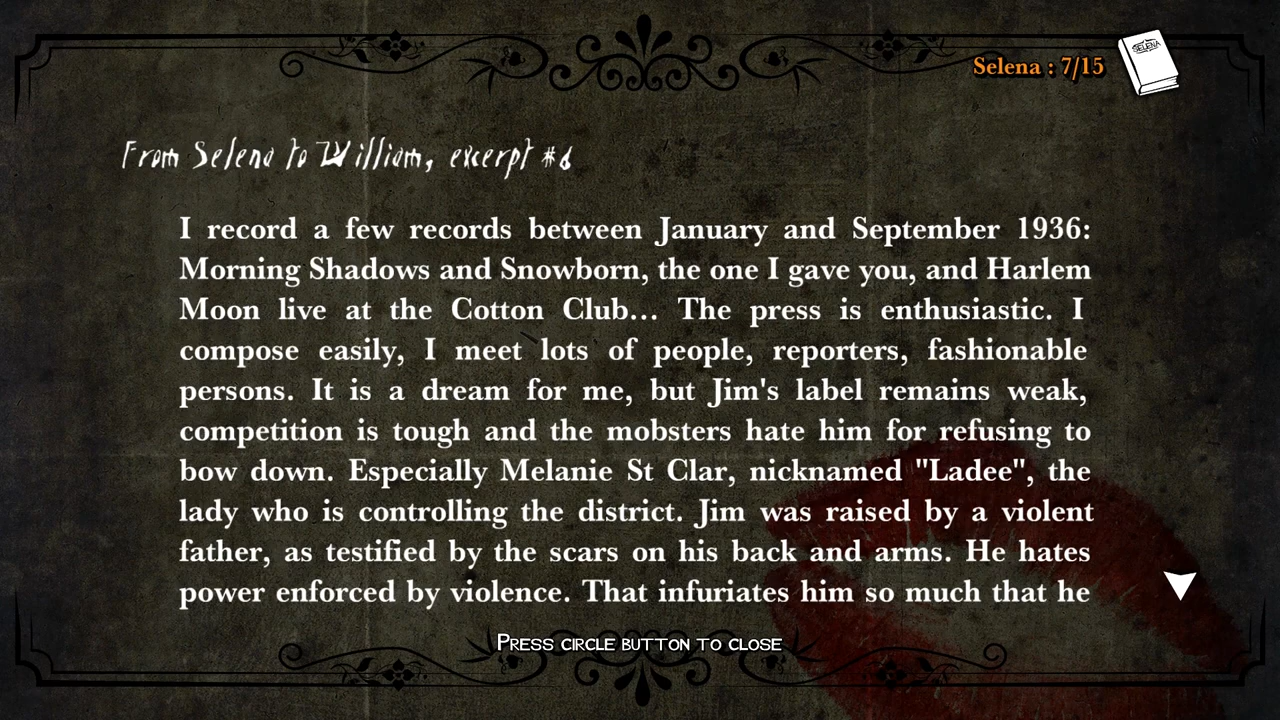 Selena : 7/15
SELENA
From Selena to William, excerpt #6
I record a few records between January and September 1936:
Morning Shadows and Snowborn, the one I gave you, and Harlem
Moon live at the Cotton Club... The press is enthusiastic. I
compose easily, I meet lots of people, reporters, fashionable
persons. It is a dream for me, but Jim's label remains weak,
competition is tough and the mobsters hate him for refusing to
bow down. Especially Melanie St Clar, nicknamed "Ladee", the
lady who is controlling the district. Jim was raised by a violent
father, as testified by the scars on his back and arms. He hates
power enforced by violence. That infuriates him so much that he
PRESS CIRCLE BUTTON TO CLOSE